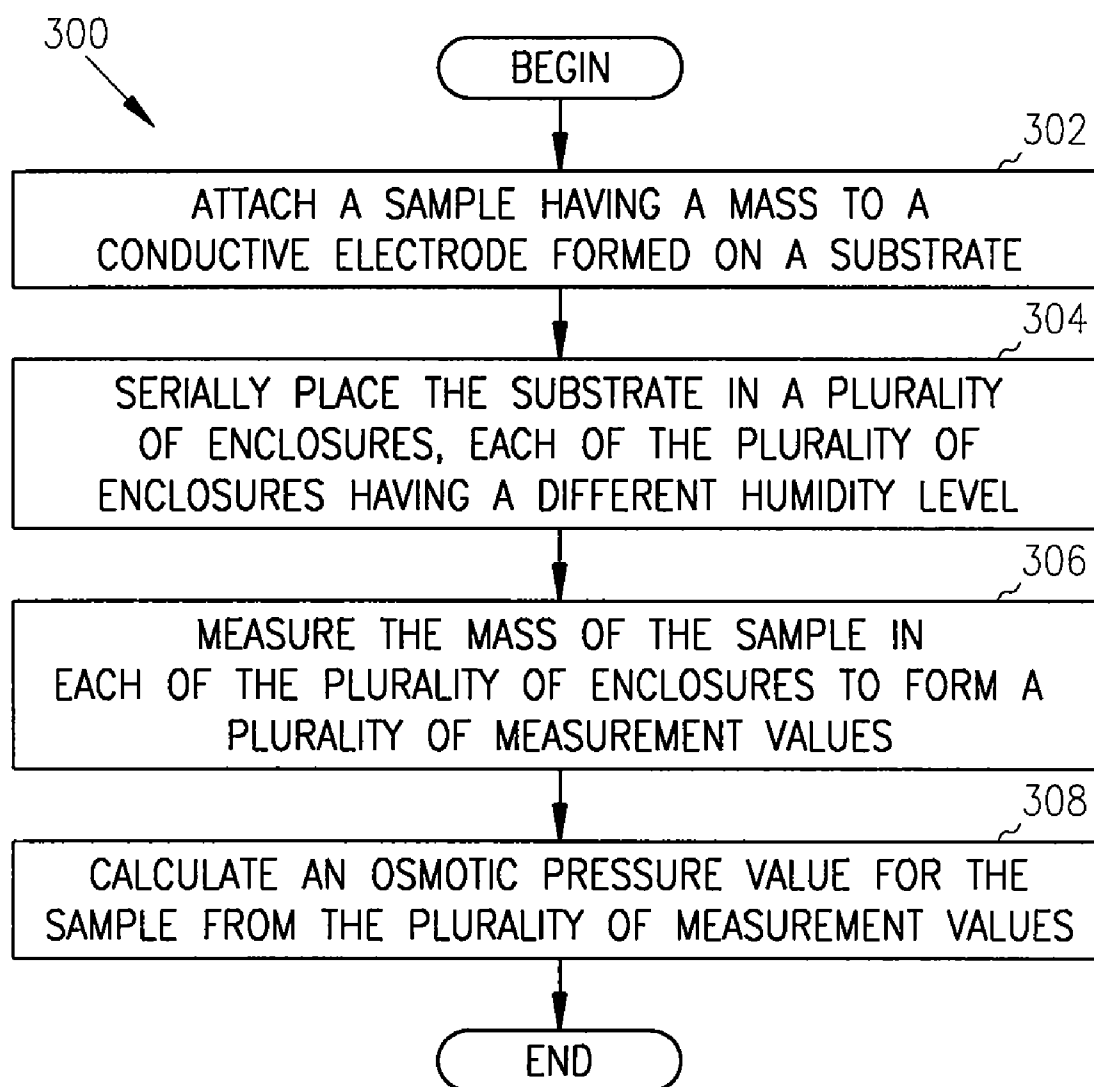 300
BEGIN
302
ATTACH A SAMPLE HAVING A MASS TO A
CONDUCTIVE ELECTRODE FORMED ON A SUBSTRATE
304
SERIALLY PLACE THE SUBSTRATE IN A PLURALITY
OF ENCLOSURES, EACH OF THE PLURALITY OF
ENCLOSURES HAVING A DIFFERENT HUMIDITY LEVEL
306
MEASURE THE MASS OF THE SAMPLE IN
EACH OF THE PLURALITY OF ENCLOSURES TO FORM A
PLURALITY OF MEASUREMENT VALUES
308
CALCULATE AN OSMOTIC PRESSURE VALUE FOR THE
SAMPLE FROM THE PLURALITY OF MEASUREMENT VALUES
END